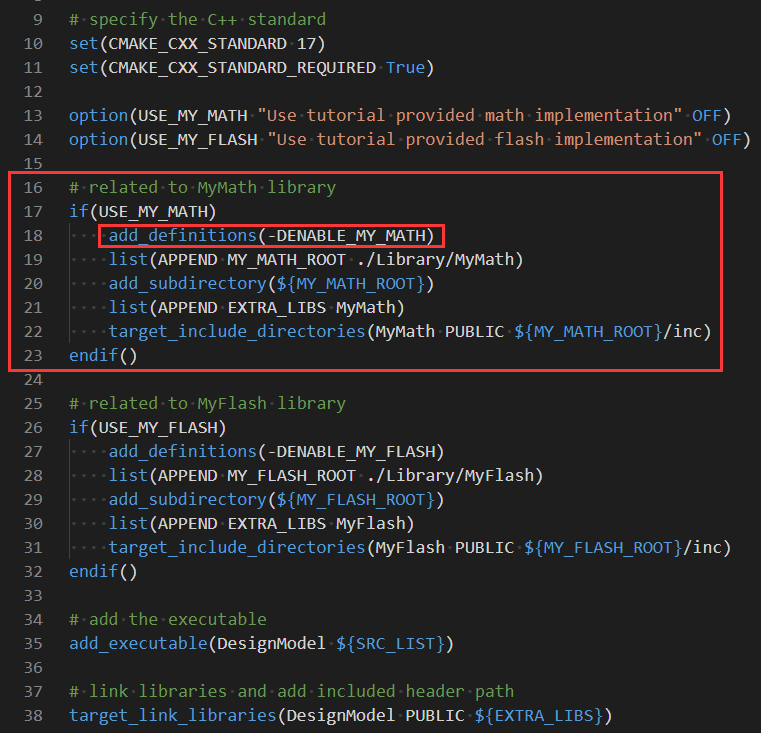 9 # specify the C++ standard
10 set(CMAKE_CXX_STANDARD 17)
11 set(CMAKE_CXX_STANDARD_REQUIRED True)
12
13 option(USE_MY_MATH "Use tutorial provided math implementation" OFF)
14 option(USE_MY_FLASH "Use tutorial provided flash implementation" OFF)
15
16 # related to MyMath library
17 if(USE_MY_MATH)
18     add_definitions(-DENABLE_MY_MATH)
19     list(APPEND MY_MATH_ROOT ./Library/MyMath)
20     add_subdirectory(${MY_MATH_ROOT})
21     list(APPEND EXTRA_LIBS MyMath)
22     target_include_directories(MyMath PUBLIC ${MY_MATH_ROOT}/inc)
23 endif()
24
25 # related to MyFlash library
26 if(USE_MY_FLASH)
27     add_definitions(-DENABLE_MY_FLASH)
28     list(APPEND MY_FLASH_ROOT ./Library/MyFlash)
29     add_subdirectory(${MY_FLASH_ROOT})
30     list(APPEND EXTRA_LIBS MyFlash)
31     target_include_directories(MyFlash PUBLIC ${MY_FLASH_ROOT}/inc)
32 endif()
33
34 # add the executable
35 add_executable(DesignModel ${SRC_LIST})
36
37 # link libraries and add included header path
38 target_link_libraries(DesignModel PUBLIC ${EXTRA_LIBS})